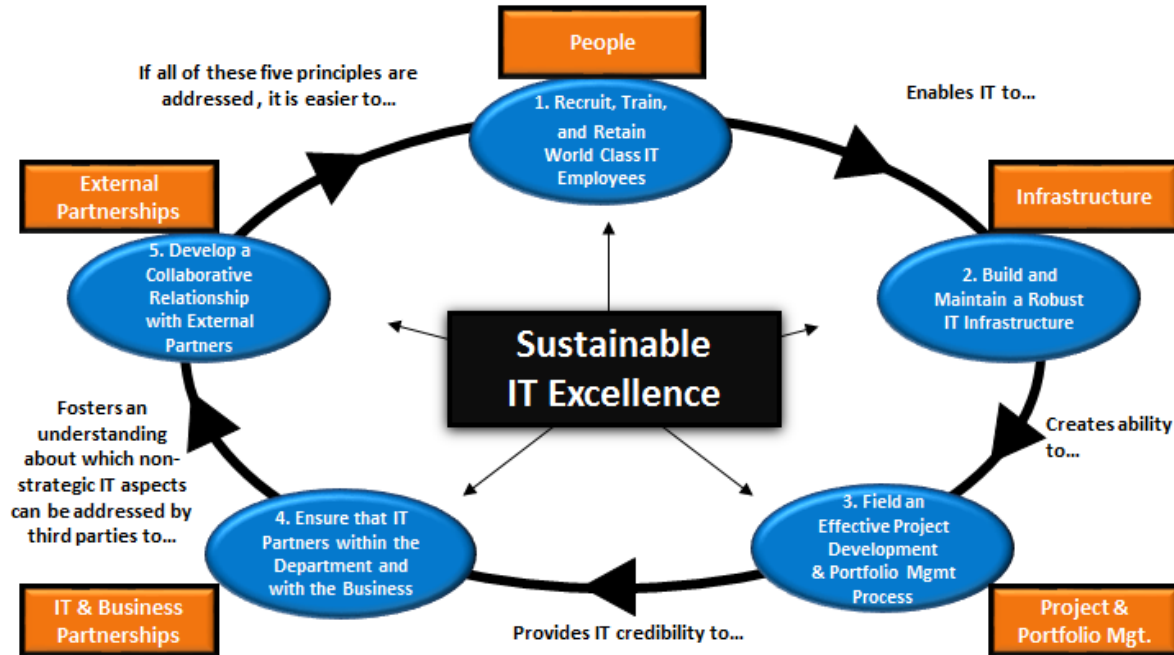 People
If all of these five principles are
addressed , it is easier to...
1. Recruit, Train,
and Retain
World Class IT
Employees
Enables IT to...
External
Partnerships
Infrastructure
5. Develop a
Collaborative
Relationship
with External
Partners
2. Build and
Maintain a Robust
IT Infrastructure
Sustainable
IT Excellence
Fosters an
understanding
about which non-
strategic IT aspects
can be addressed by
third parties to...
Creates ability
to...
4. Ensure that IT
Partners within the
Department and
with the Business
3. Field an
Effective Project
Development
& Portfolio Mgmt
Process
IT & Business
Partnerships
Provides IT credibility to...
Project &
Portfolio Mgt.